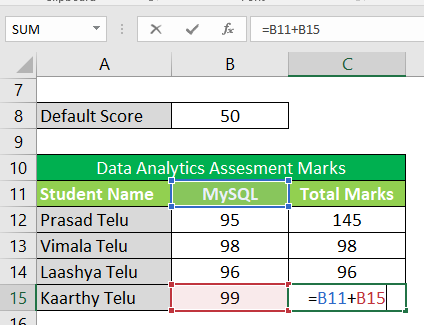 SUM =B11+B15
A B C
7
8 Default Score 50
9
10 Data Analytics Assesment Marks
11 Student Name MySQL Total Marks
12 Prasad Telu 95 145
13 Vimala Telu 98 98
14 Laashya Telu 96 96
15 Kaarthy Telu 99 =B11+B15